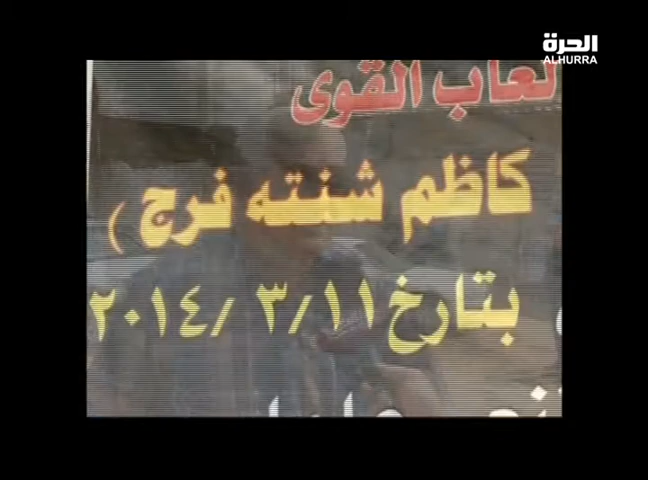 الحرة
ALHURRA
لعاب القوى
كاظم شنته فرج )
بتارخ ٣/١١ /٢٠١٤